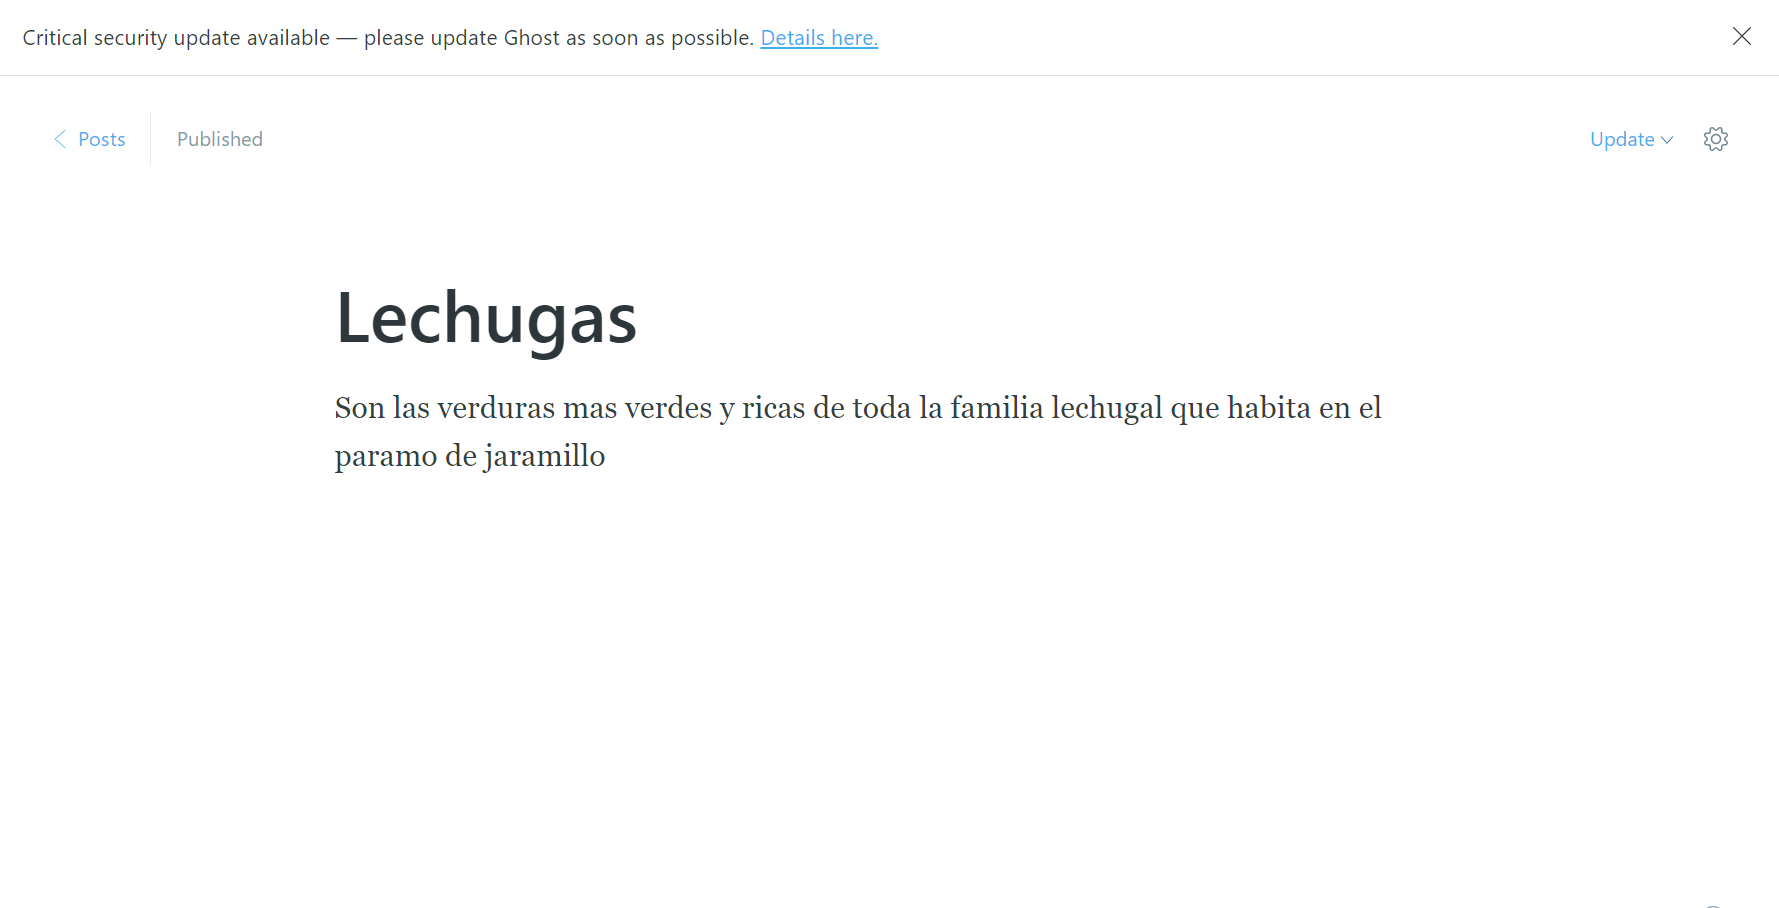 Critical security update available — please update Ghost as soon as possible. Details here.
Posts
Published
Update
Lechugas
Son las verduras mas verdes y ricas de toda la familia lechugal que habita en el
paramo de jaramillo